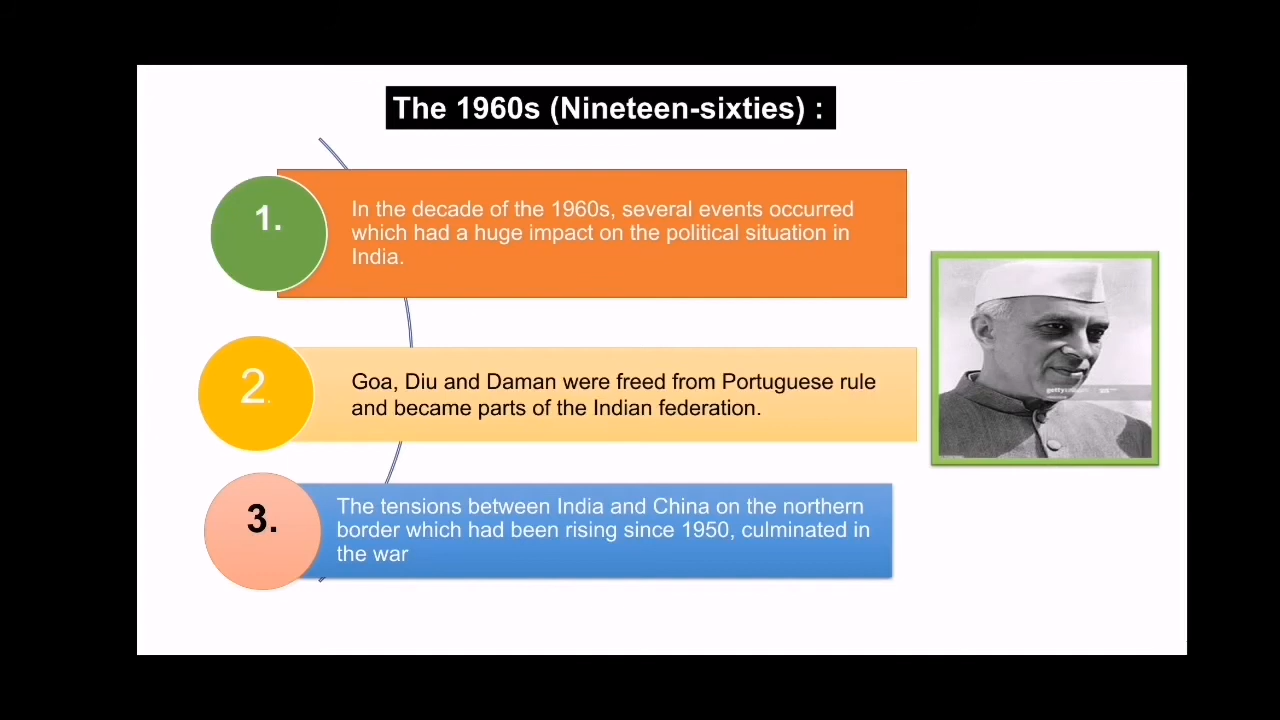 The 1960s (Nineteen-sixties) :
1.
In the decade of the 1960s, several events occurred
which had a huge impact on the political situation in
India.
2.
Goa, Diu and Daman were freed from Portuguese rule
and became parts of the Indian federation.
3.
The tensions between India and China on the northern
border which had been rising since 1950, culminated in
the war